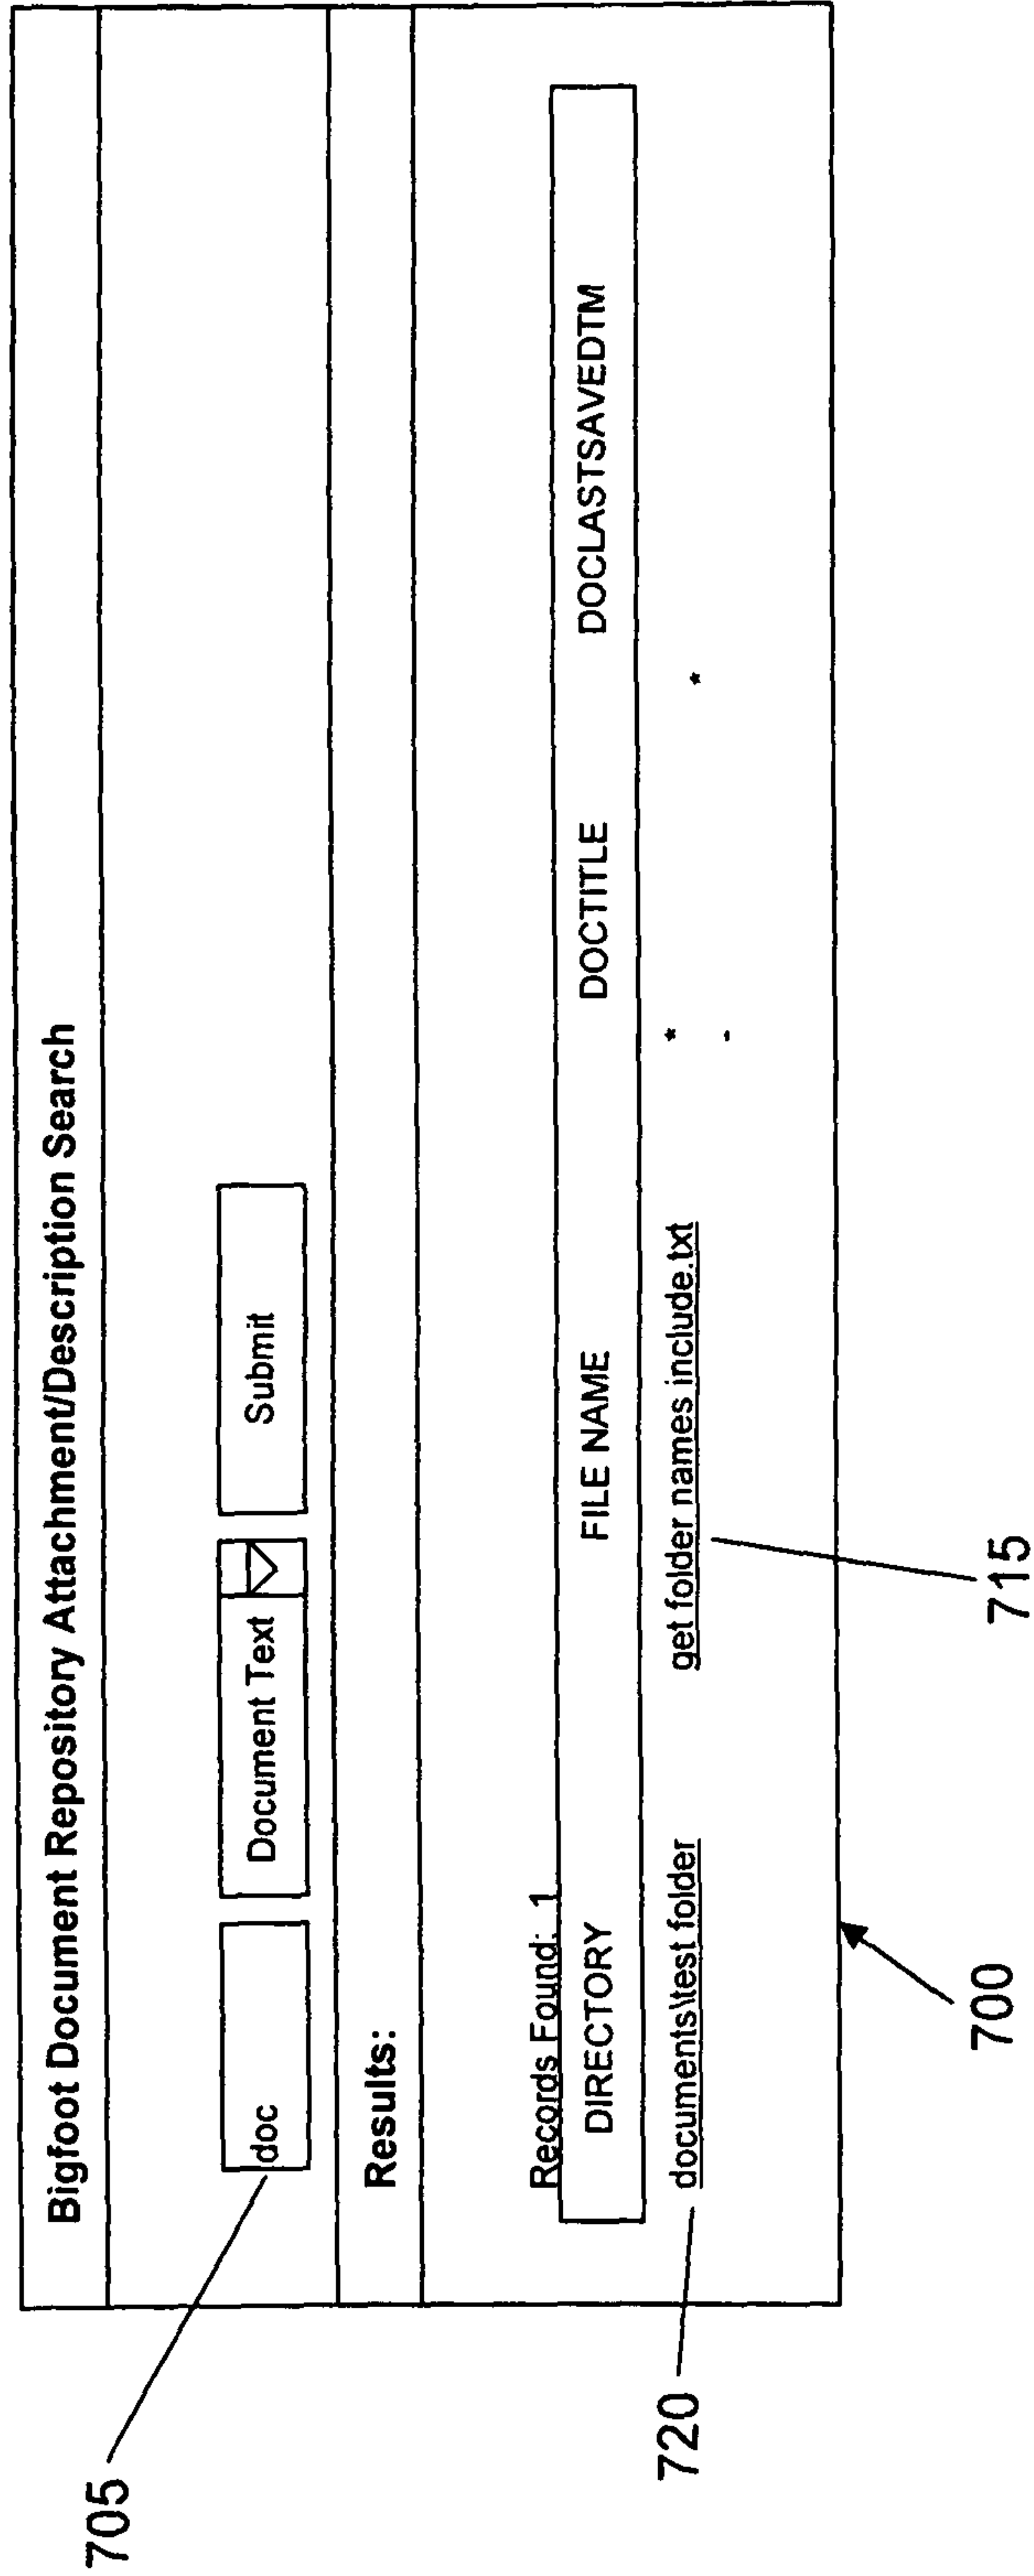 Bigfoot Document Repository Attachment/Description Search
705
doc Document Text Submit
Results:
Records Found: 1
DIRECTORY FILE NAME DOCTITLE DOCLASTSAVEDTM
720
documents\test folder get folder names include.txt * *
-
700
715